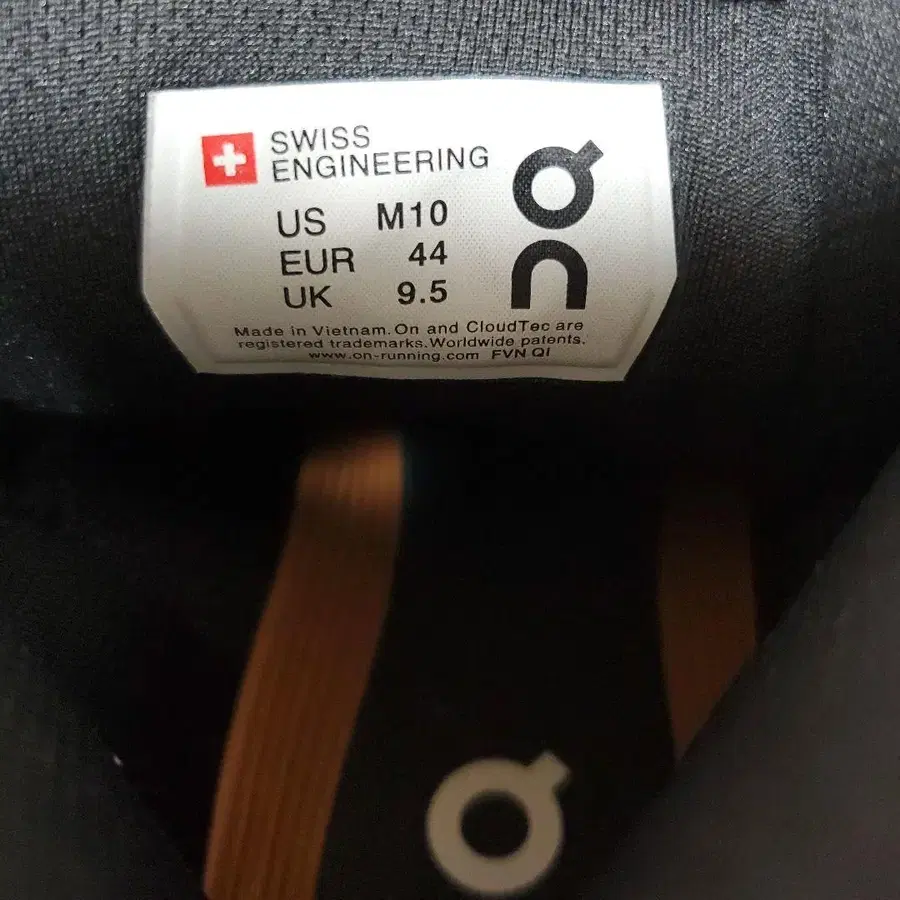 SWISS
ENGINEERING
US M10
EUR 44
UK 9.5
On
Made in Vietnam. On and CloudTec are
registered trademarks. Worldwide patents.
www.on-running.com FVN QI